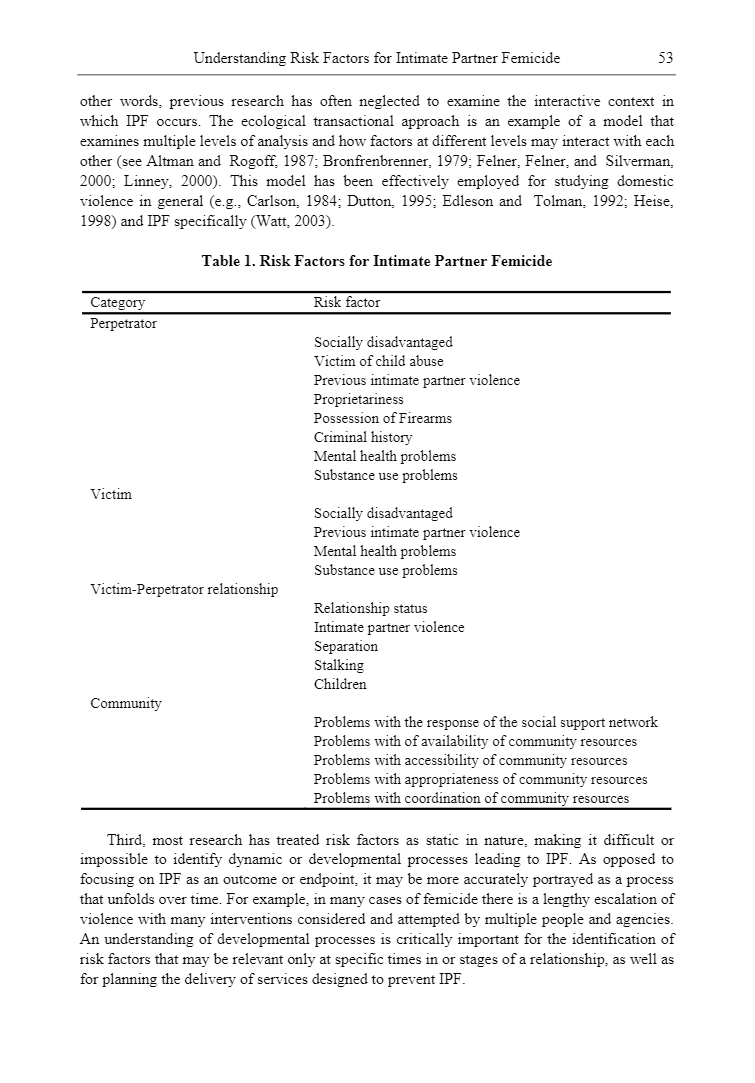 Understanding Risk Factors for Intimate Partner Femicide 53
other words, previous research has often neglected to examine the interactive context in
which IPF occurs. The ecological transactional approach is an example of a model that
examines multiple levels of analysis and how factors at different levels may interact with each
other (see Altman and Rogoff, 1987; Bronfrenbrenner, 1979; Felner, Felner, and Silverman,
2000; Linney, 2000). This model has been effectively employed for studying domestic
violence in general (e.g., Carlson, 1984; Dutton, 1995; Edleson and Tolman, 1992; Heise,
1998) and IPF specifically (Watt, 2003).
Table 1. Risk Factors for Intimate Partner Femicide
Category Risk factor
Perpetrator
Socially disadvantaged
Victim of child abuse
Previous intimate partner violence
Proprietariness
Possession of Firearms
Criminal history
Mental health problems
Substance use problems
Victim
Socially disadvantaged
Previous intimate partner violence
Mental health problems
Substance use problems
Victim-Perpetrator relationship
Relationship status
Intimate partner violence
Separation
Stalking
Children
Community
Problems with the response of the social support network
Problems with of availability of community resources
Problems with accessibility of community resources
Problems with appropriateness of community resources
Problems with coordination of community resources
Third, most research has treated risk factors as static in nature, making it difficult or
impossible to identify dynamic or developmental processes leading to IPF. As opposed to
focusing on IPF as an outcome or endpoint, it may be more accurately portrayed as a process
that unfolds over time. For example, in many cases of femicide there is a lengthy escalation of
violence with many interventions considered and attempted by multiple people and agencies.
An understanding of developmental processes is critically important for the identification of
risk factors that may be relevant only at specific times in or stages of a relationship, as well as
for planning the delivery of services designed to prevent IPF.